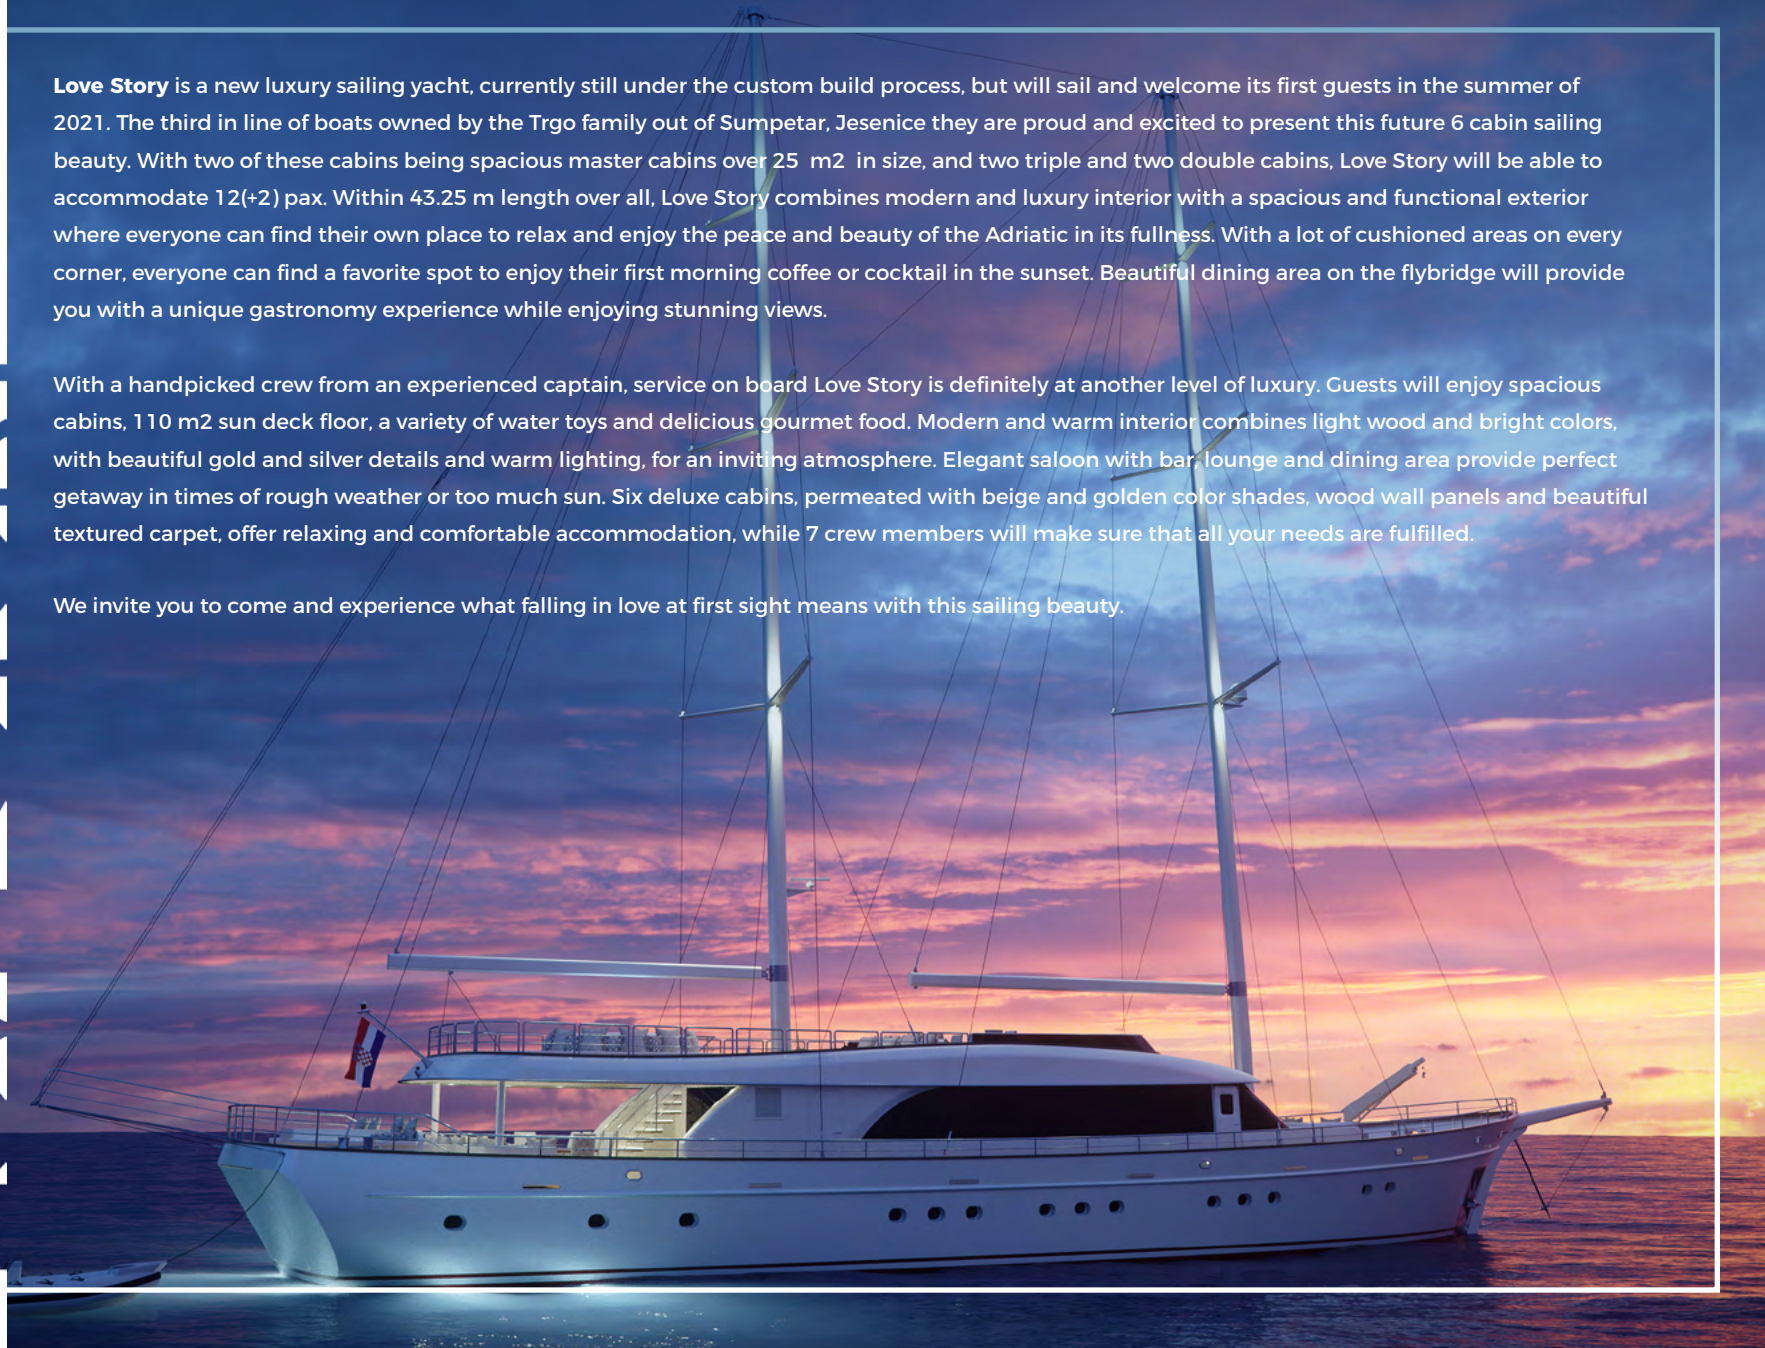 Love Story is a new luxury sailing yacht, currently still under the custom build process, but will sail and welcome its first guests in the summer of
2021. The third in line of boats owned by the Trgo family out of Sumpetar, Jesenice they are proud and excited to present this future 6 cabin sailing
beauty. With two of these cabins being spacious master cabins over 25 m2 in size, and two triple and two double cabins, Love Story will be able to
accommodate 12(+2) pax. Within 43.25 m length over all, Love Story combines modern and luxury interior with a spacious and functional exterior
where everyone can find their own place to relax and enjoy the peace and beauty of the Adriatic in its fullness. With a lot of cushioned areas on every
corner, everyone can find a favorite spot to enjoy their first morning coffee or cocktail in the sunset. Beautiful dining area on the flybridge will provide
you with a unique gastronomy experience while enjoying stunning views.
With a handpicked crew from an experienced captain, service on board Love Story is definitely at another level of luxury. Guests will enjoy spacious
cabins, 110 m2 sun deck floor, a variety of water toys and delicious gourmet food. Modern and warm interior combines light wood and bright colors,
with beautiful gold and silver details and warm lighting, for an inviting atmosphere. Elegant saloon with bar, lounge and dining area provide perfect
getaway in times of rough weather or too much sun. Six deluxe cabins, permeated with beige and golden color shades, wood wall panels and beautiful
textured carpet, offer relaxing and comfortable accommodation, while 7 crew members will make sure that all your needs are fulfilled.
We invite you to come and experience what falling in love at first sight means with this sailing beauty.